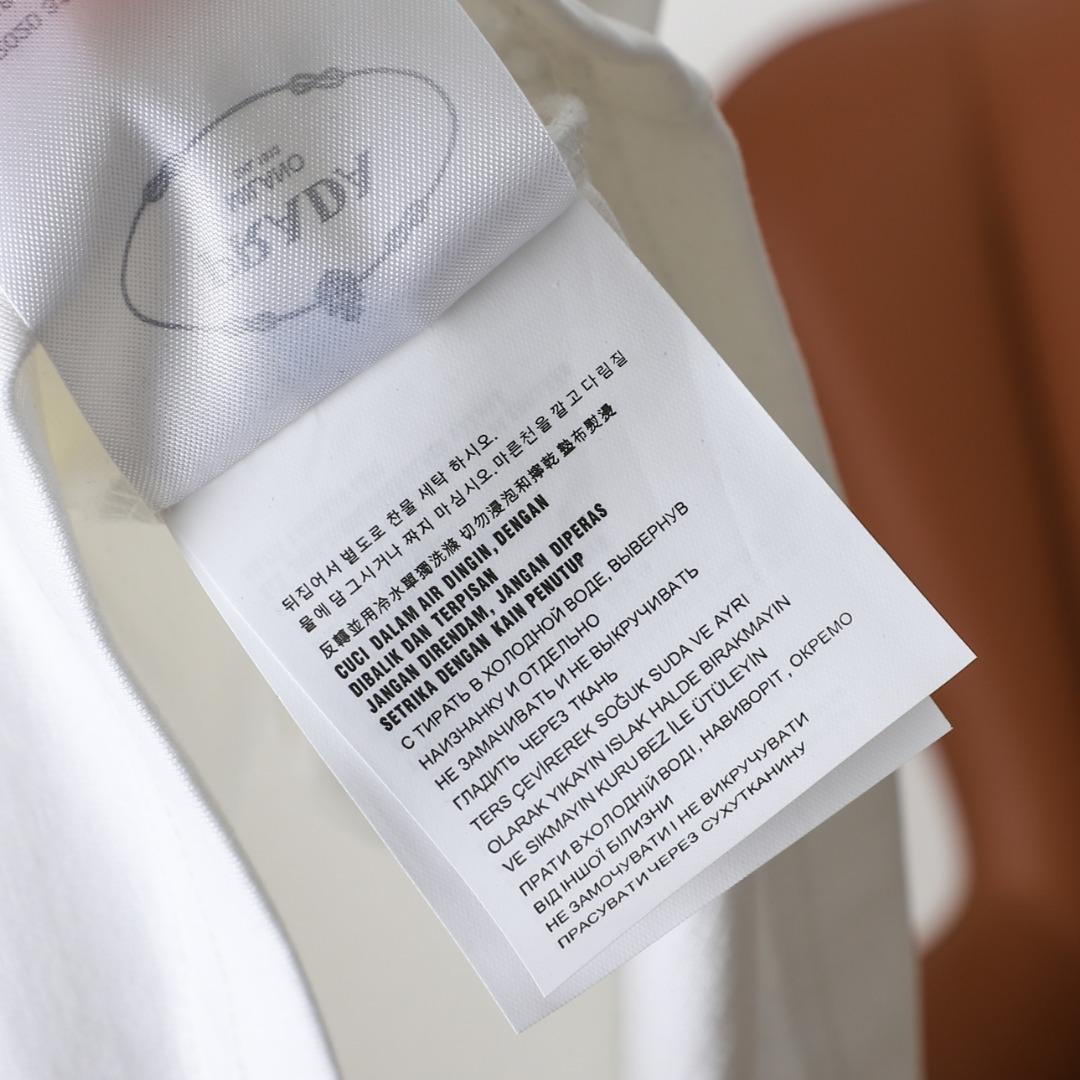 PRADA
MILANO
뒤집어서 별도로 찬물 세탁 하시오.
물에 담그시거나 짜지 마십시오. 마른천을 깔고 다림질
反轉並用冷水單獨洗滌 切勿浸泡和擰乾 墊布熨燙
CUCI DALAM AIR DINGIN, DENGAN
DIBALIK DAN TERPISAN
JANGAN DIRENDAM, JANGAN DIPERAS
SETRIKA DENGAN KAIN PENUTUP
С ТИРАТЬ В ХОЛОДНОЙ ВОДЕ, ВЫВЕРНУВ
НАИЗНАНКУ И ОТДЕЛЬНО
НЕ ЗАМАЧИВАТЬ И НЕ ВЫКРУЧИВАТЬ
ГЛАДИТЬ ЧЕРЕЗ ТКАНЬ
TERS ÇEVİREREK SOĞUK SUDA VE AYRI
OLARAK YIKAYIN ISLAK HALDE BIRAKMAYIN
VE SIKMAYIN KURU BEZ ILE ÜTÜLEYİN
ПРАТИ ВХОЛОДНІЙ ВОДІ , НАВИВОРІТ , ОКРЕМО
ВІД ІНШОЇ БІЛИЗНИ
НЕ ЗАМОЧУВАТИ І НЕ ВИКРУЧУВАТИ
ПРАСУВАТИ ЧЕРЕЗ СУХУТКАНИНУ